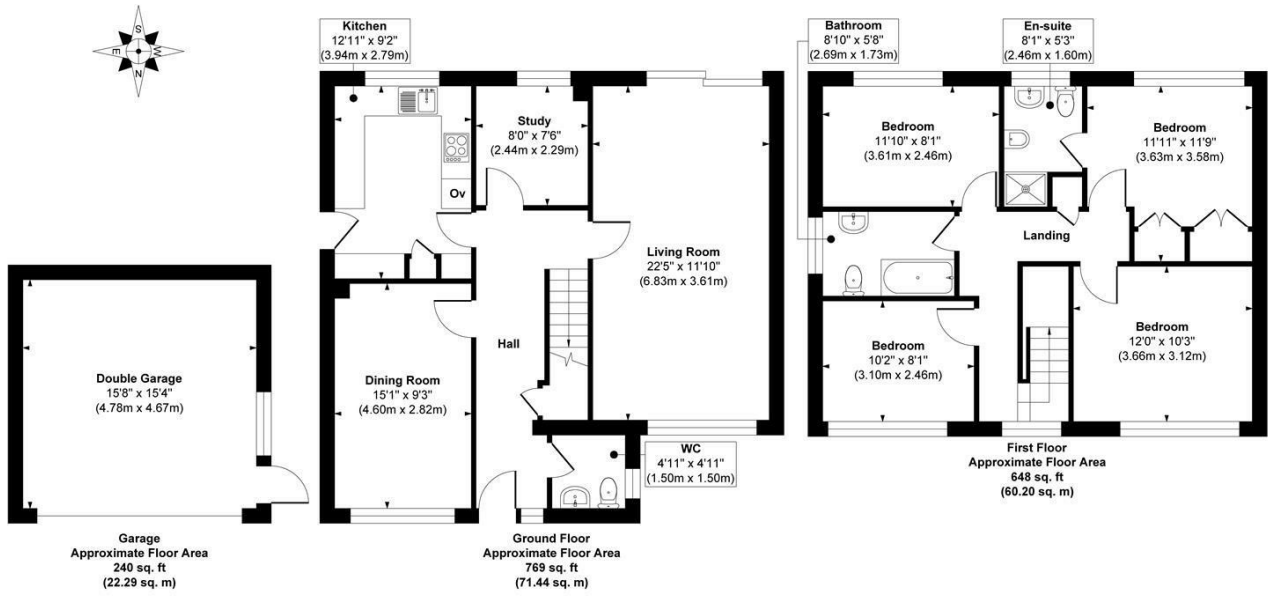 S
E
W
N
Kitchen
12'11" x 9'2"
(3.94m x 2.79m)
Study
8'0" x 7'6"
(2.44m x 2.29m)
Ov
Living Room
22'5" x 11'10"
(6.83m x 3.61m)
Hall
Dining Room
15'1" x 9'3"
(4.60m x 2.82m)
WC
4'11" x 4'11"
(1.50m x 1.50m)
Double Garage
15'8" x 15'4"
(4.78m x 4.67m)
Garage
Approximate Floor Area
240 sq. ft
(22.29 sq. m)
Ground Floor
Approximate Floor Area
769 sq. ft
(71.44 sq. m)
Bathroom
8'10" x 5'8"
(2.69m x 1.73m)
En-suite
8'1" x 5'3"
(2.46m x 1.60m)
Bedroom
11'10" x 8'1"
(3.61m x 2.46m)
Bedroom
11'11" x 11'9"
(3.63m x 3.58m)
Landing
Bedroom
10'2" x 8'1"
(3.10m x 2.46m)
Bedroom
12'0" x 10'3"
(3.66m x 3.12m)
First Floor
Approximate Floor Area
648 sq. ft
(60.20 sq. m)